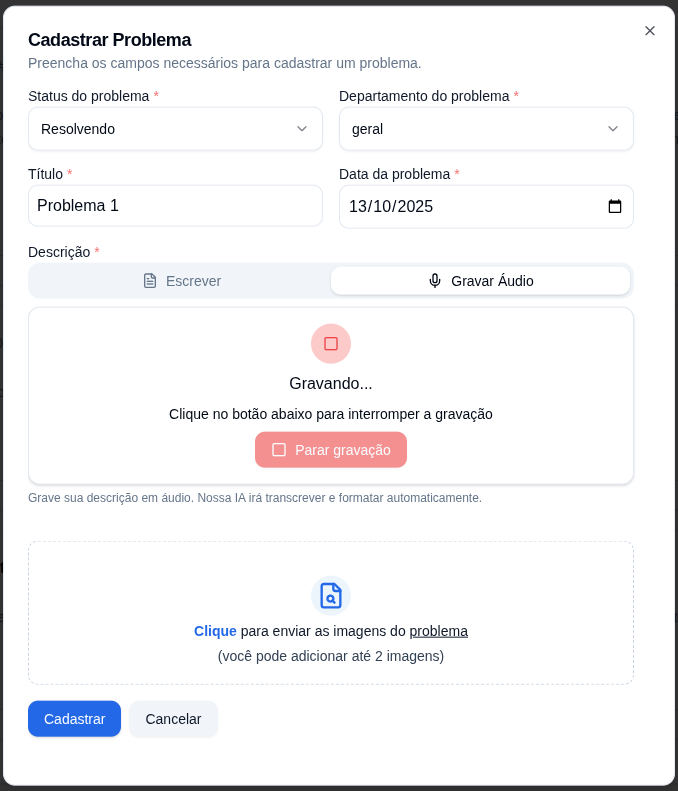 Cadastrar Problema
Preencha os campos necessários para cadastrar um problema.
Status do problema *
Departamento do problema *
Resolvendo
geral
Título *
Data da problema *
Problema 1
13/10/2025
Descrição *
Escrever
Gravar Áudio
Gravando...
Clique no botão abaixo para interromper a gravação
Parar gravação
Grave sua descrição em áudio. Nossa IA irá transcrever e formatar automaticamente.
Clique para enviar as imagens do problema
(você pode adicionar até 2 imagens)
Cadastrar
Cancelar